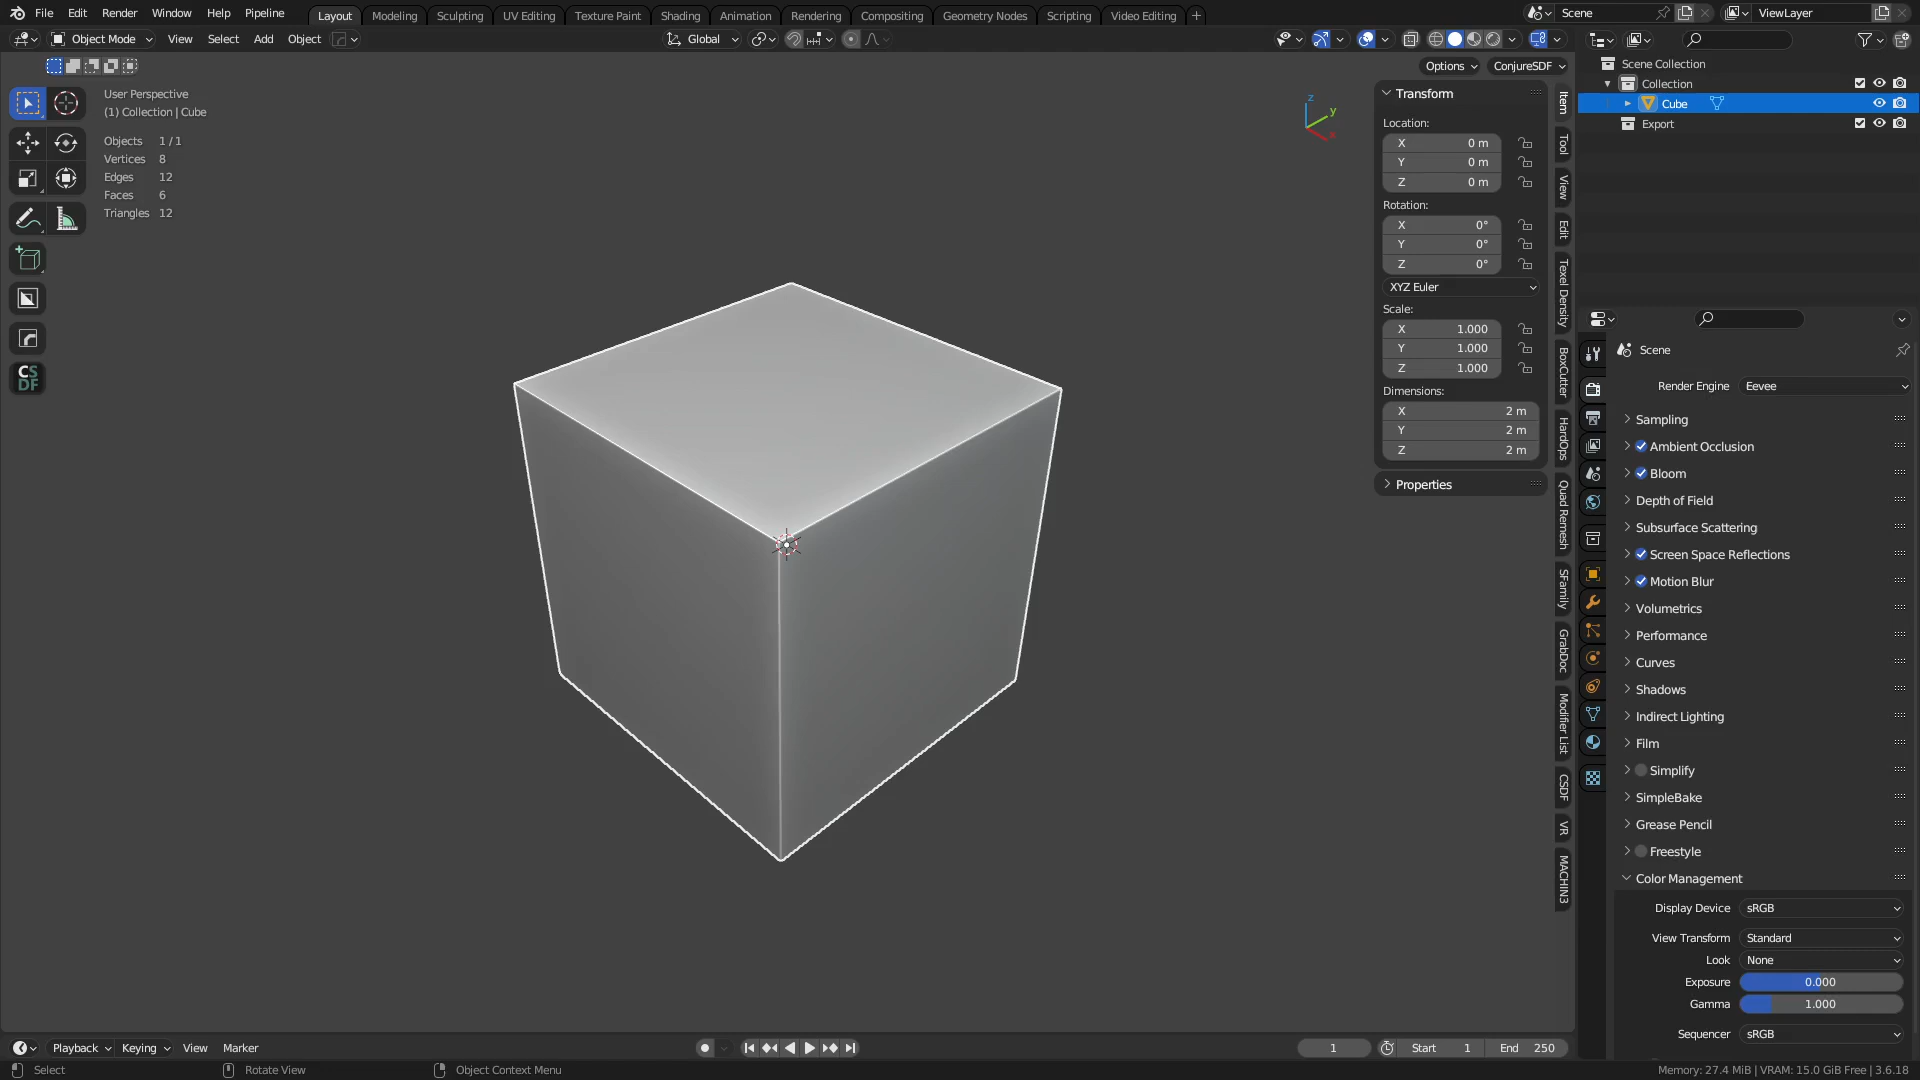 File Edit Render Window Help Pipeline Layout Modeling Sculpting UV Editing Texture Paint Shading Animation Rendering Compositing Geometry Nodes Scripting Video Editing + Scene ViewLayer
Object Mode View Select Add Object Global
Options ConjureSDF
User Perspective
(1) Collection | Cube
Objects 1/1
Vertices 8
Edges 12
Faces 6
Triangles 12
CS
DF
z
y
x
Transform
Location:
X 0 m
Y 0 m
Z 0 m
Rotation:
X 0°
Y 0°
Z 0°
XYZ Euler
Scale:
X 1.000
Y 1.000
Z 1.000
Dimensions:
X 2 m
Y 2 m
Z 2 m
Properties
Item
Tool
View
Edit
Texel Density
BoxCutter
HardOps
Quad Remesh
SFamily
GrabDoc
Modifier List
CSDF
VR
MACHIN3
Scene Collection
Collection
Cube
Export
Scene
Render Engine Eevee
Sampling
Ambient Occlusion
Bloom
Depth of Field
Subsurface Scattering
Screen Space Reflections
Motion Blur
Volumetrics
Performance
Curves
Shadows
Indirect Lighting
Film
Simplify
SimpleBake
Grease Pencil
Freestyle
Color Management
Display Device sRGB
View Transform Standard
Look None
Exposure 0.000
Gamma 1.000
Sequencer sRGB
Playback Keying View Marker 1 Start 1 End 250
Select Rotate View Object Context Menu Memory: 27.4 MiB | VRAM: 15.0 GiB Free | 3.6.18